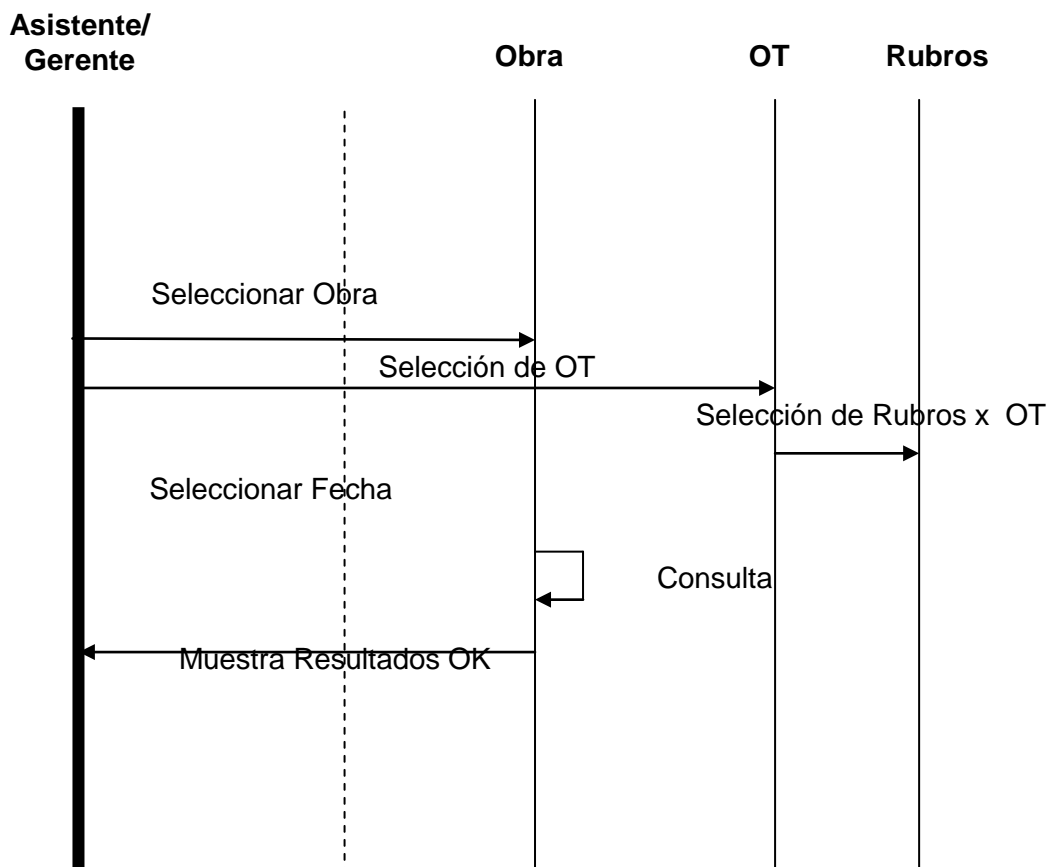 Asistente/
Gerente
Obra
OT
Rubros
Seleccionar Obra
Selección de OT
Selección de Rubros x OT
Seleccionar Fecha
Consulta
Muestra Resultados OK